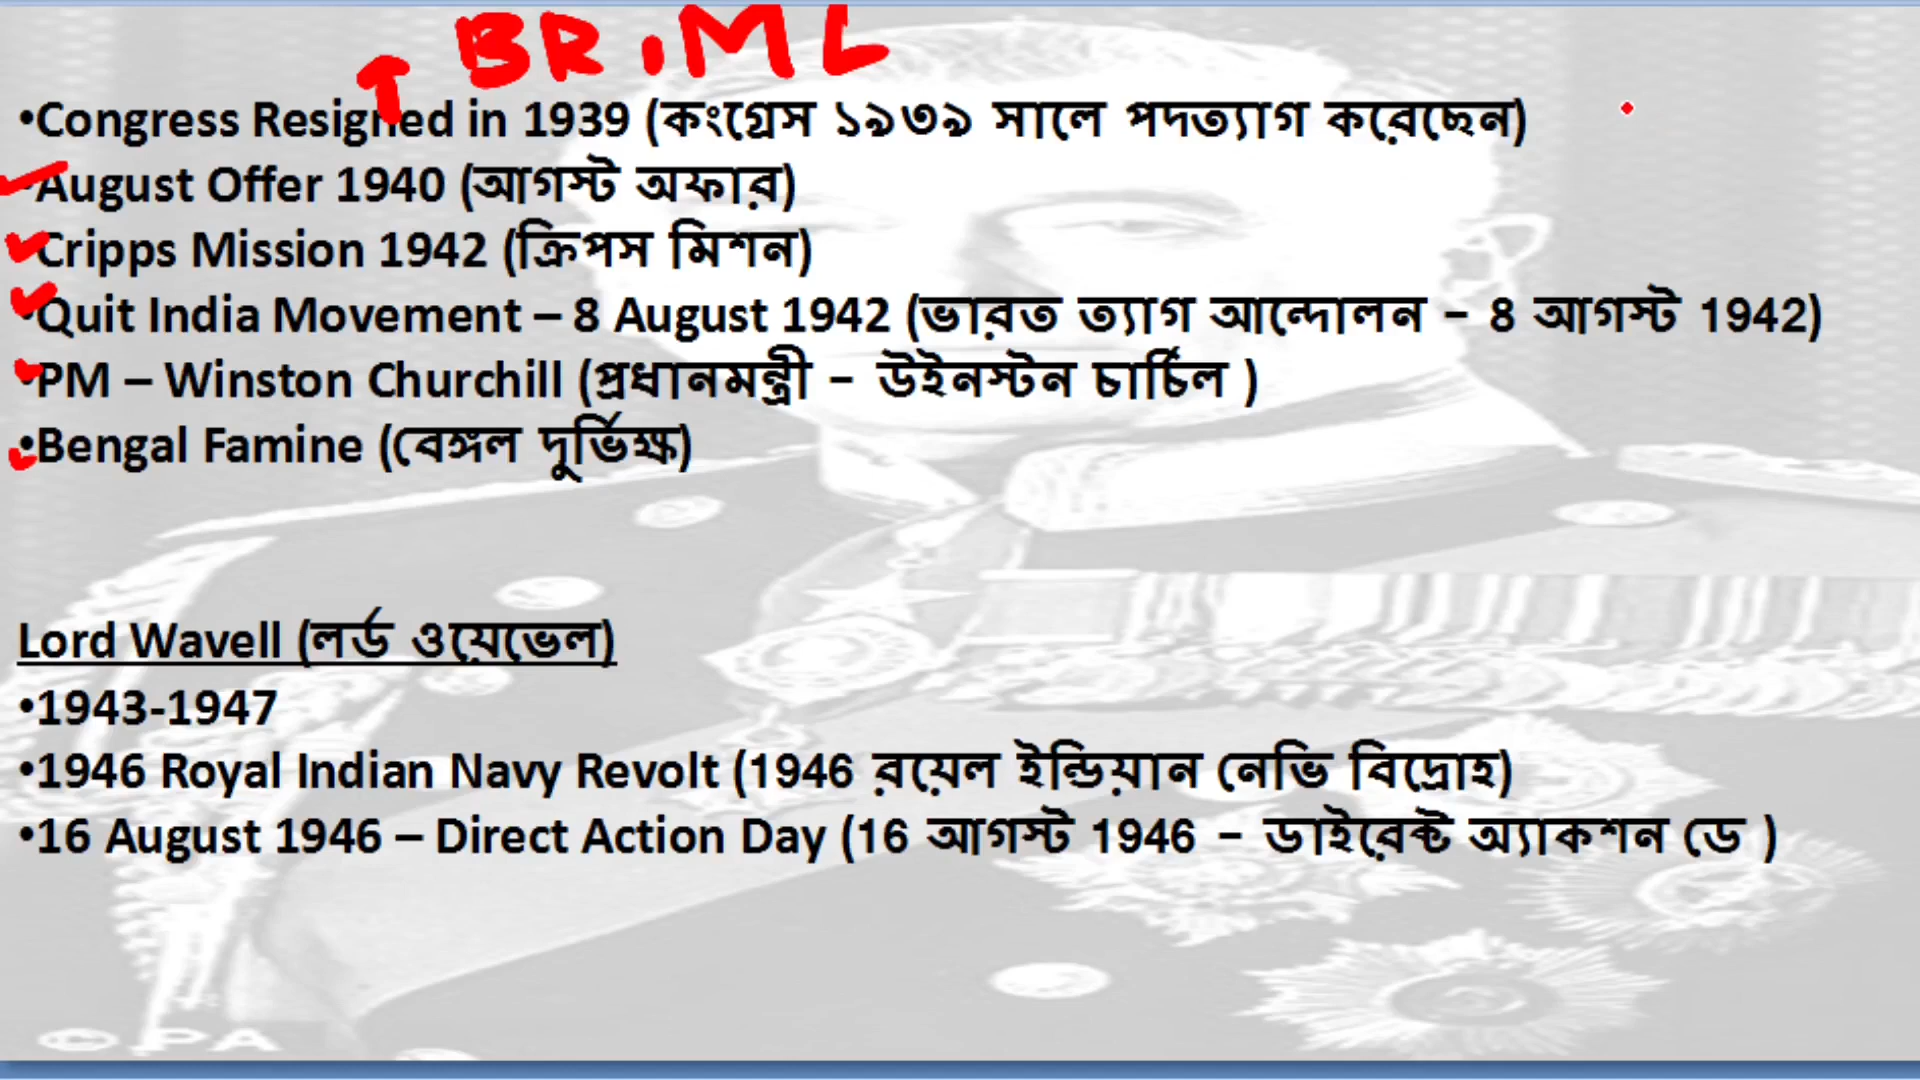 BR.ML
•Congress Resigned in 1939 (কংগ্রেস ১৯৩৯ সালে পদত্যাগ করেছেন)
•August Offer 1940 (আগস্ট অফার)
•Cripps Mission 1942 (ক্রিপস মিশন)
•Quit India Movement – 8 August 1942 (ভারত ত্যাগ আন্দোলন – 8 আগস্ট 1942)
•PM – Winston Churchill (প্রধানমন্ত্রী – উইনস্টন চার্চিল )
•Bengal Famine (বেঙ্গল দুর্ভিক্ষ)
Lord Wavell (লর্ড ওয়েভেল)
•1943-1947
•1946 Royal Indian Navy Revolt (1946 রয়েল ইন্ডিয়ান নেভি বিদ্রোহ)
•16 August 1946 – Direct Action Day (16 আগস্ট 1946 – ডাইরেক্ট অ্যাকশন ডে )
© PA